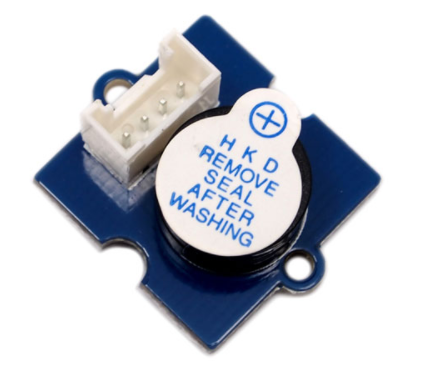 +
H K D
REMOVE
SEAL
AFTER
WASHING